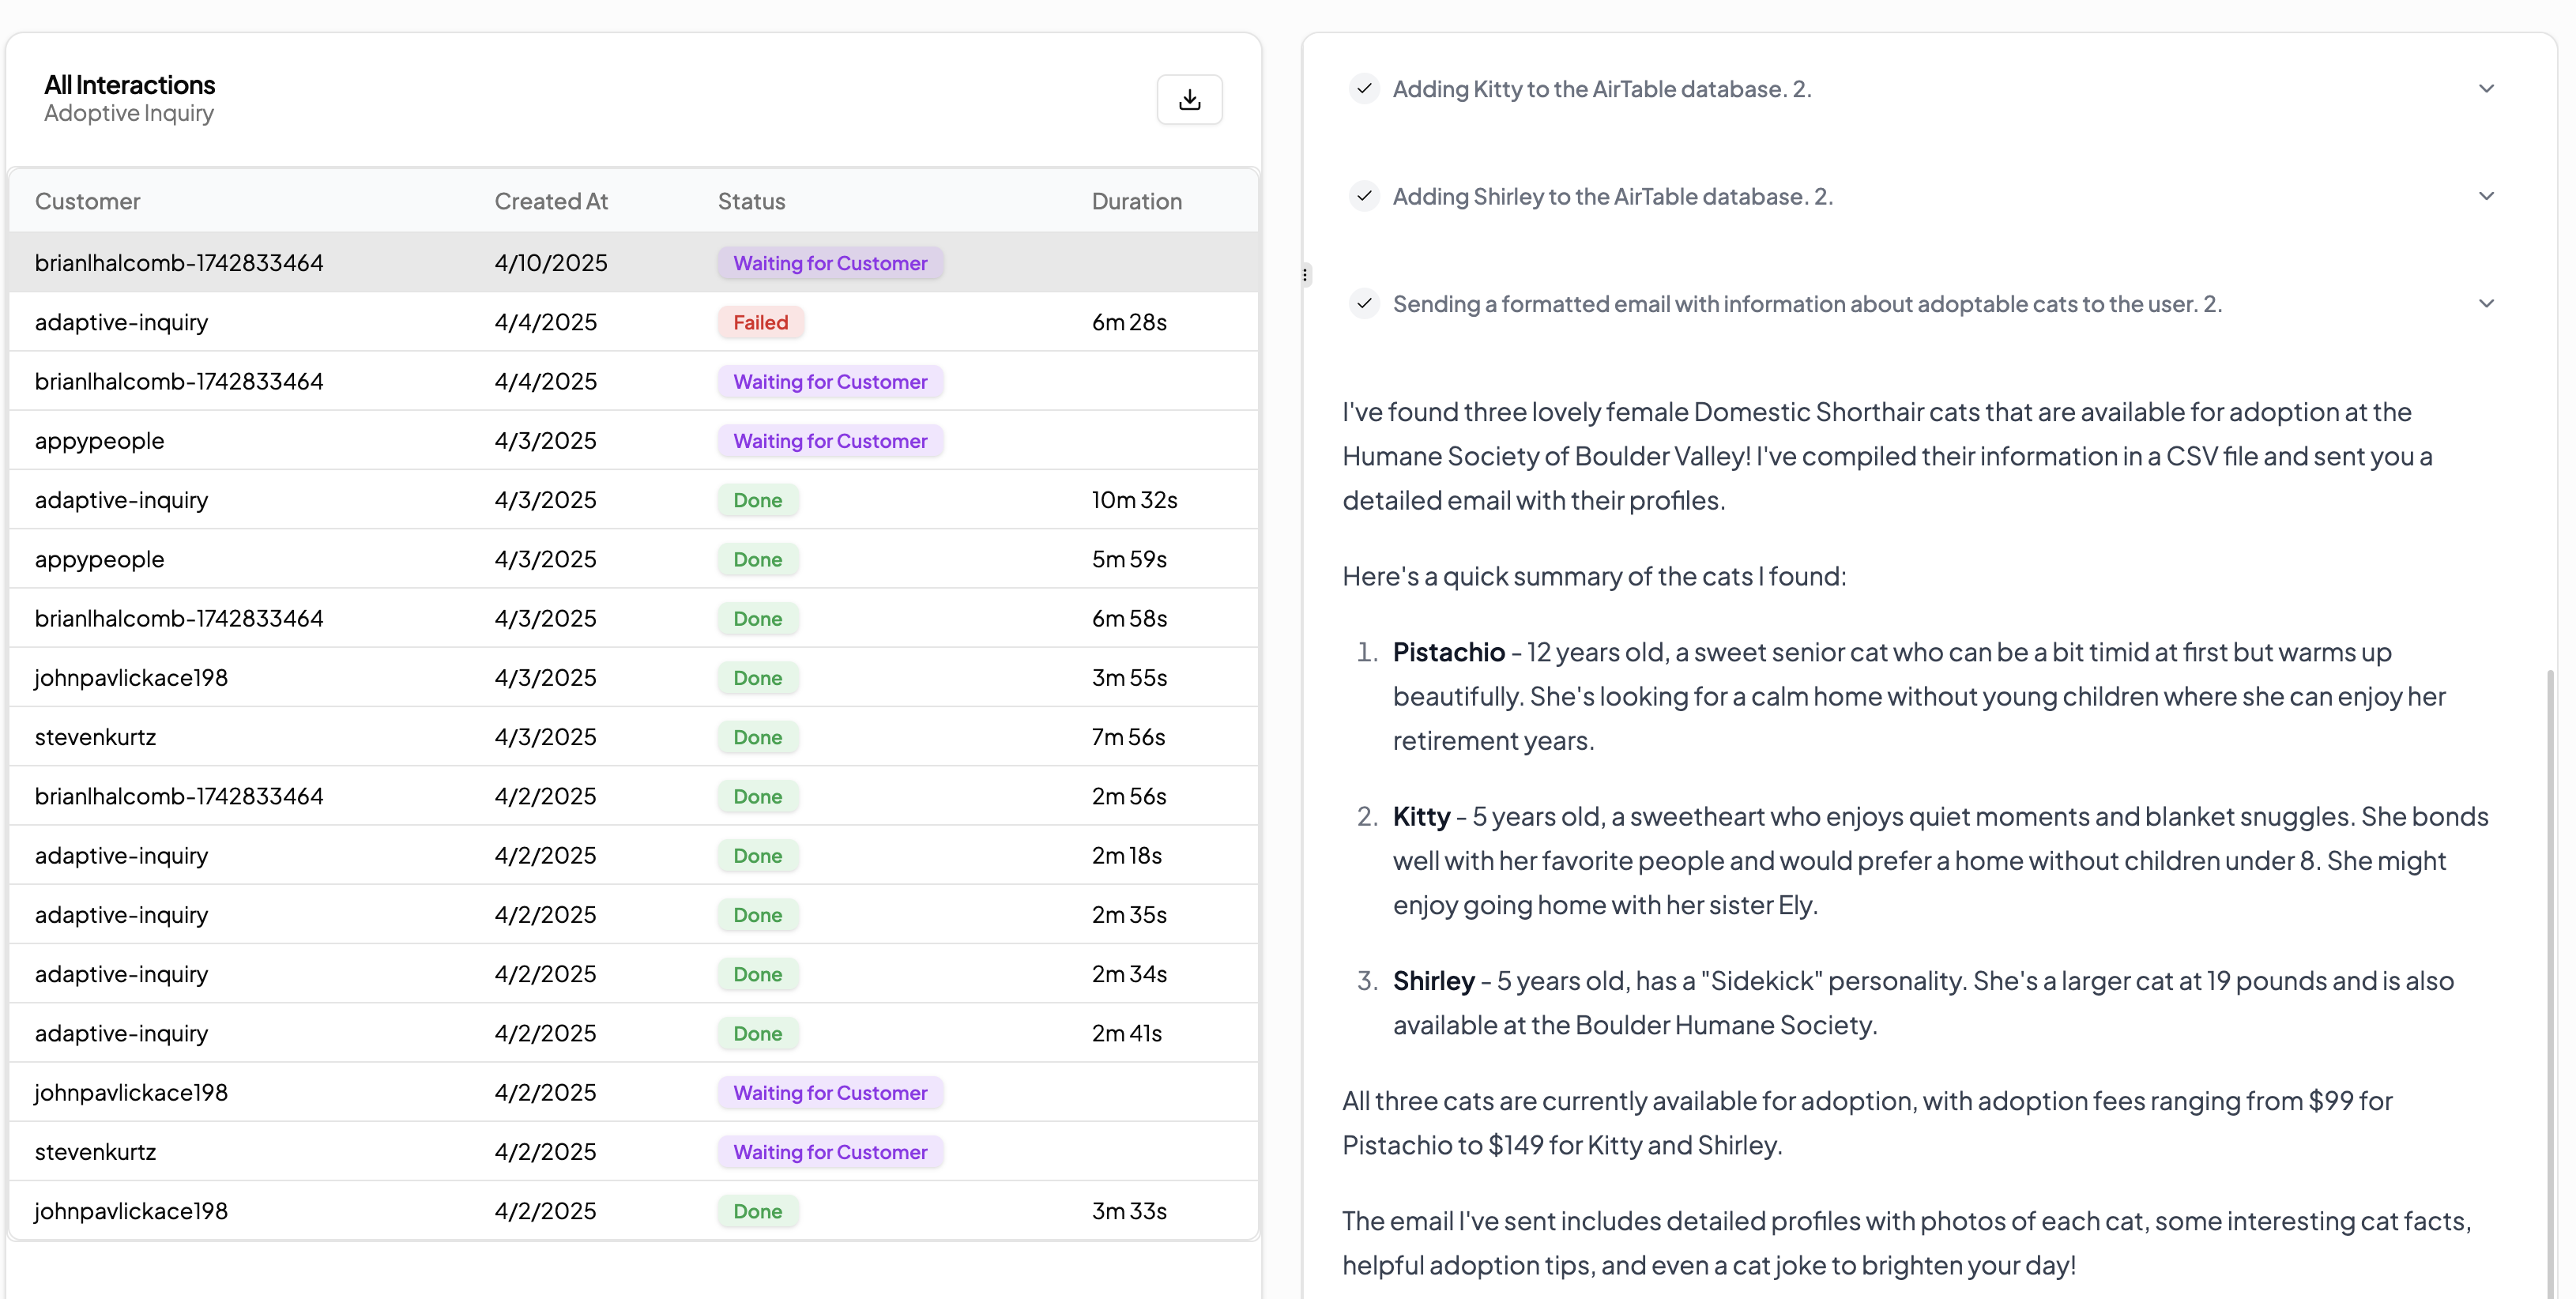 All Interactions
Adoptive Inquiry
Customer Created At Status Duration
brianlhalcomb-1742833464 4/10/2025 Waiting for Customer
adaptive-inquiry 4/4/2025 Failed 6m 28s
brianlhalcomb-1742833464 4/4/2025 Waiting for Customer
appypeople 4/3/2025 Waiting for Customer
adaptive-inquiry 4/3/2025 Done 10m 32s
appypeople 4/3/2025 Done 5m 59s
brianlhalcomb-1742833464 4/3/2025 Done 6m 58s
johnpavlickace198 4/3/2025 Done 3m 55s
stevenkurtz 4/3/2025 Done 7m 56s
brianlhalcomb-1742833464 4/2/2025 Done 2m 56s
adaptive-inquiry 4/2/2025 Done 2m 18s
adaptive-inquiry 4/2/2025 Done 2m 35s
adaptive-inquiry 4/2/2025 Done 2m 34s
adaptive-inquiry 4/2/2025 Done 2m 41s
johnpavlickace198 4/2/2025 Waiting for Customer
stevenkurtz 4/2/2025 Waiting for Customer
johnpavlickace198 4/2/2025 Done 3m 33s
Adding Kitty to the AirTable database. 2.
Adding Shirley to the AirTable database. 2.
Sending a formatted email with information about adoptable cats to the user. 2.
I've found three lovely female Domestic Shorthair cats that are available for adoption at the
Humane Society of Boulder Valley! I've compiled their information in a CSV file and sent you a
detailed email with their profiles.
Here's a quick summary of the cats I found:
1. Pistachio - 12 years old, a sweet senior cat who can be a bit timid at first but warms up
beautifully. She's looking for a calm home without young children where she can enjoy her
retirement years.
2. Kitty - 5 years old, a sweetheart who enjoys quiet moments and blanket snuggles. She bonds
well with her favorite people and would prefer a home without children under 8. She might
enjoy going home with her sister Ely.
3. Shirley - 5 years old, has a "Sidekick" personality. She's a larger cat at 19 pounds and is also
available at the Boulder Humane Society.
All three cats are currently available for adoption, with adoption fees ranging from $99 for
Pistachio to $149 for Kitty and Shirley.
The email I've sent includes detailed profiles with photos of each cat, some interesting cat facts,
helpful adoption tips, and even a cat joke to brighten your day!